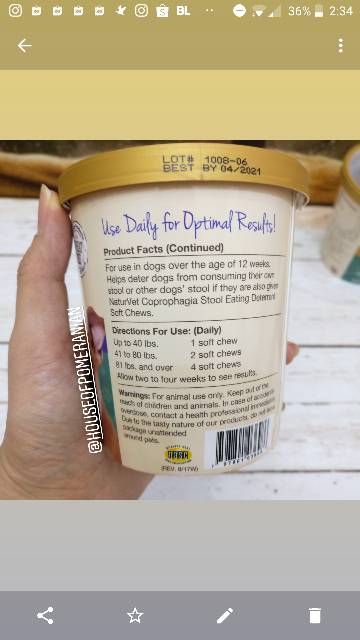 BL
36%
2:34
LOT# 1008-06
BEST BY 04/2021
Use Daily for Optimal Results!
Product Facts (Continued)
For use in dogs over the age of 12 weeks.
Helps deter dogs from consuming their own
stool or other dogs' stool if they are also given
NaturVet Coprophagia Stool Eating Deterrent
Soft Chews.
Directions For Use: (Daily)
Up to 40 lbs. 1 soft chew
41 to 80 lbs. 2 soft chews
81 lbs. and over 4 soft chews
Allow two to four weeks to see results.
Warnings: For animal use only. Keep out of the
reach of children and animals. In case of accidental
overdose, contact a health professional immediately.
Due to the tasty nature of our products, do not leave
package unattended
around pets.
(REV. 8/17W)
@HOUSEOFPOMERANIAN